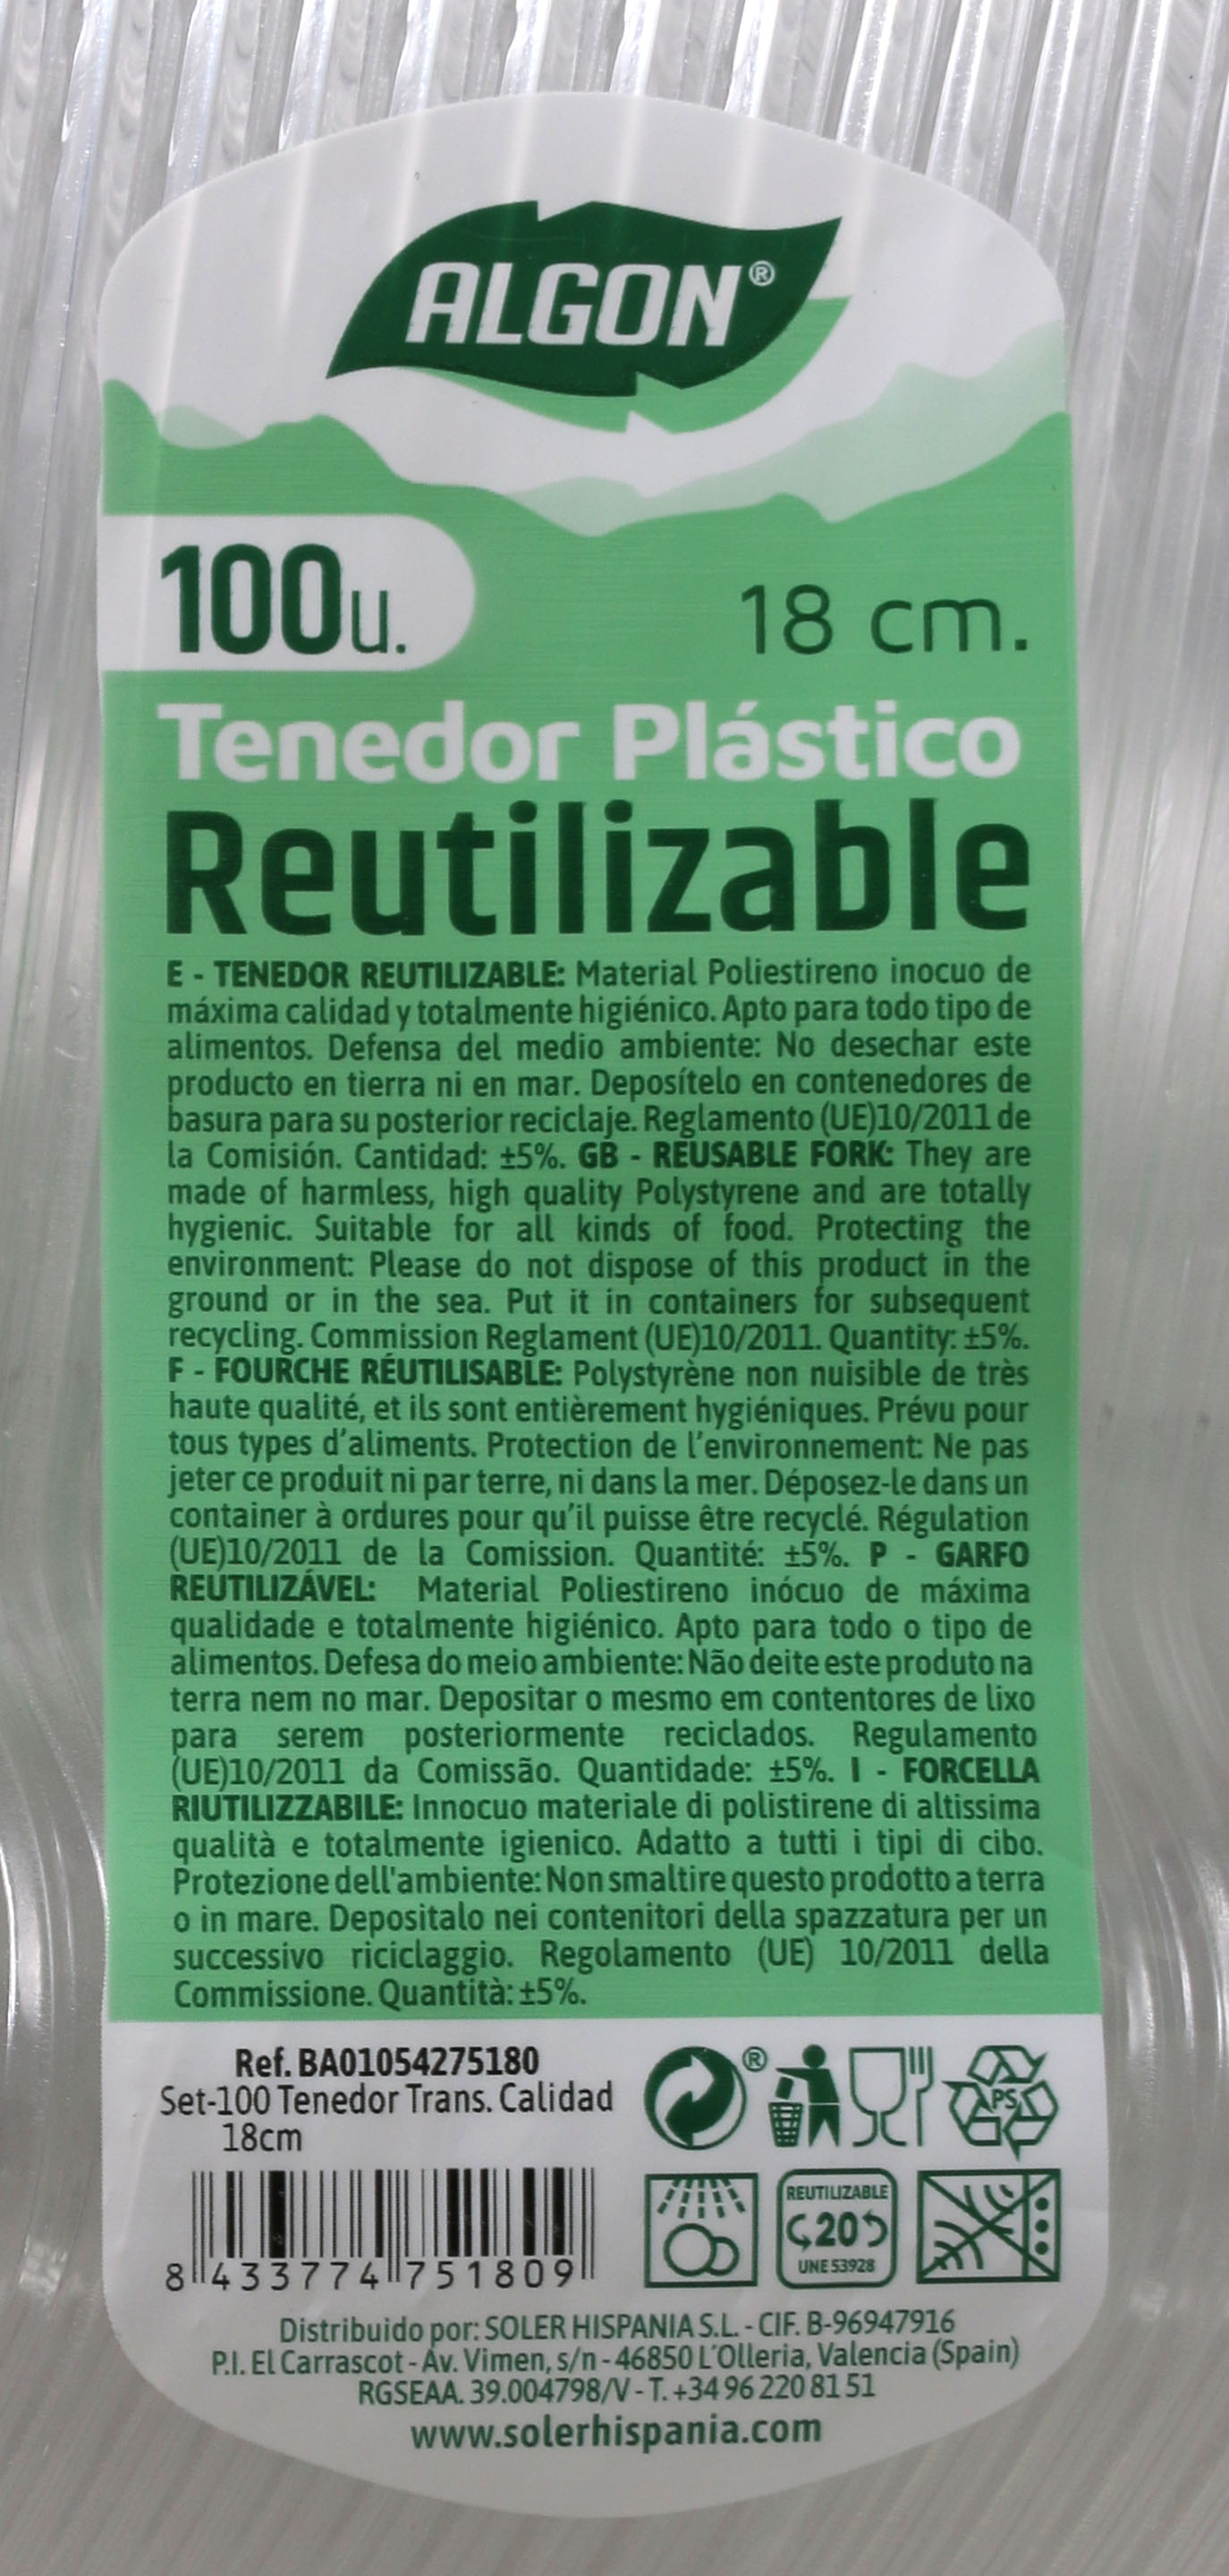 ALGON®
100u.
18 cm.
Tenedor Plástico
Reutilizable
E - TENEDOR REUTILIZABLE: Material Poliestireno inocuo de
máxima calidad y totalmente higiénico. Apto para todo tipo de
alimentos. Defensa del medio ambiente: No desechar este
producto en tierra ni en mar. Deposítelo en contenedores de
basura para su posterior reciclaje. Reglamento (UE)10/2011 de
la Comisión. Cantidad: ±5%. GB - REUSABLE FORK: They are
made of harmless, high quality Polystyrene and are totally
hygienic. Suitable for all kinds of food. Protecting the
environment: Please do not dispose of this product in the
ground or in the sea. Put it in containers for subsequent
recycling. Commission Reglament (UE)10/2011. Quantity: ±5%.
F - FOURCHE RÉUTILISABLE: Polystyrène non nuisible de très
haute qualité, et ils sont entièrement hygiéniques. Prévu pour
tous types d'aliments. Protection de l'environnement: Ne pas
jeter ce produit ni par terre, ni dans la mer. Déposez-le dans un
container à ordures pour qu'il puisse être recyclé. Régulation
(UE)10/2011 de la Comission. Quantité: ±5%. P - GARFO
REUTILIZÁVEL: Material Poliestireno inócuo de máxima
qualidade e totalmente higiénico. Apto para todo o tipo de
alimentos. Defesa do meio ambiente: Não deite este produto na
terra nem no mar. Depositar o mesmo em contentores de lixo
para serem posteriormente reciclados. Regulamento
(UE)10/2011 da Comissão. Quantidade: ±5%. I - FORCELLA
RIUTILIZZABILE: Innocuo materiale di polistirene di altissima
qualità e totalmente igienico. Adatto a tutti i tipi di cibo.
Protezione dell'ambiente: Non smaltire questo prodotto a terra
o in mare. Depositalo nei contenitori della spazzatura per un
successivo riciclaggio. Regolamento (UE) 10/2011 della
Commissione. Quantità: ±5%.
Ref. BA01054275180
Set-100 Tenedor Trans. Calidad
18cm
®
PS
REUTILIZABLE
20
UNE 53928
8 433774 751809
Distribuido por: SOLER HISPANIA S.L. - CIF. B-96947916
P.I. El Carrascot - Av. Vimen, s/n - 46850 L'Olleria, Valencia (Spain)
RGSEAA. 39.004798/V - T. +34 96 220 81 51
www.solerhispania.com